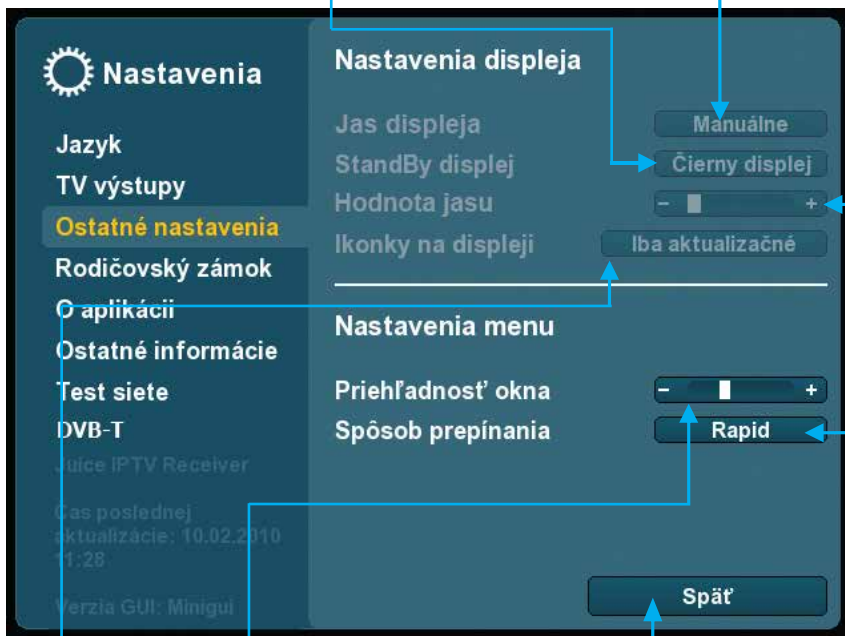 Nastavenia
Jazyk
TV výstupy
Ostatné nastavenia
Rodičovský zámok
O aplikácii
Ostatné informácie
Test siete
DVB-T
Juice IPTV Receiver
Čas poslednej
aktualizácie: 10.02.2010
11:28
Verzia GUI: Minigui
Nastavenia displeja
Jas displeja Manuálne
StandBy displej Čierny displej
Hodnota jasu - +
Ikonky na displeji Iba aktualizačné
Nastavenia menu
Priehľadnosť okna - +
Spôsob prepínania Rapid
Späť